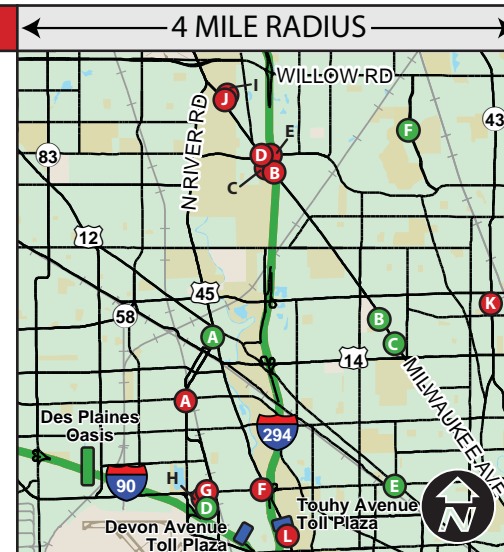 4 MILE RADIUS
WILLOW RD
I
J
N RIVER RD
F
43
E
D
83
B
C
12
45
K
58
B
A
C
14
MILWAUKEE AVE
A
Des Plaines
Oasis
294
90
H
G
F
E
D
Touhy Avenue
Toll Plaza
Devon Avenue
Toll Plaza
L
N